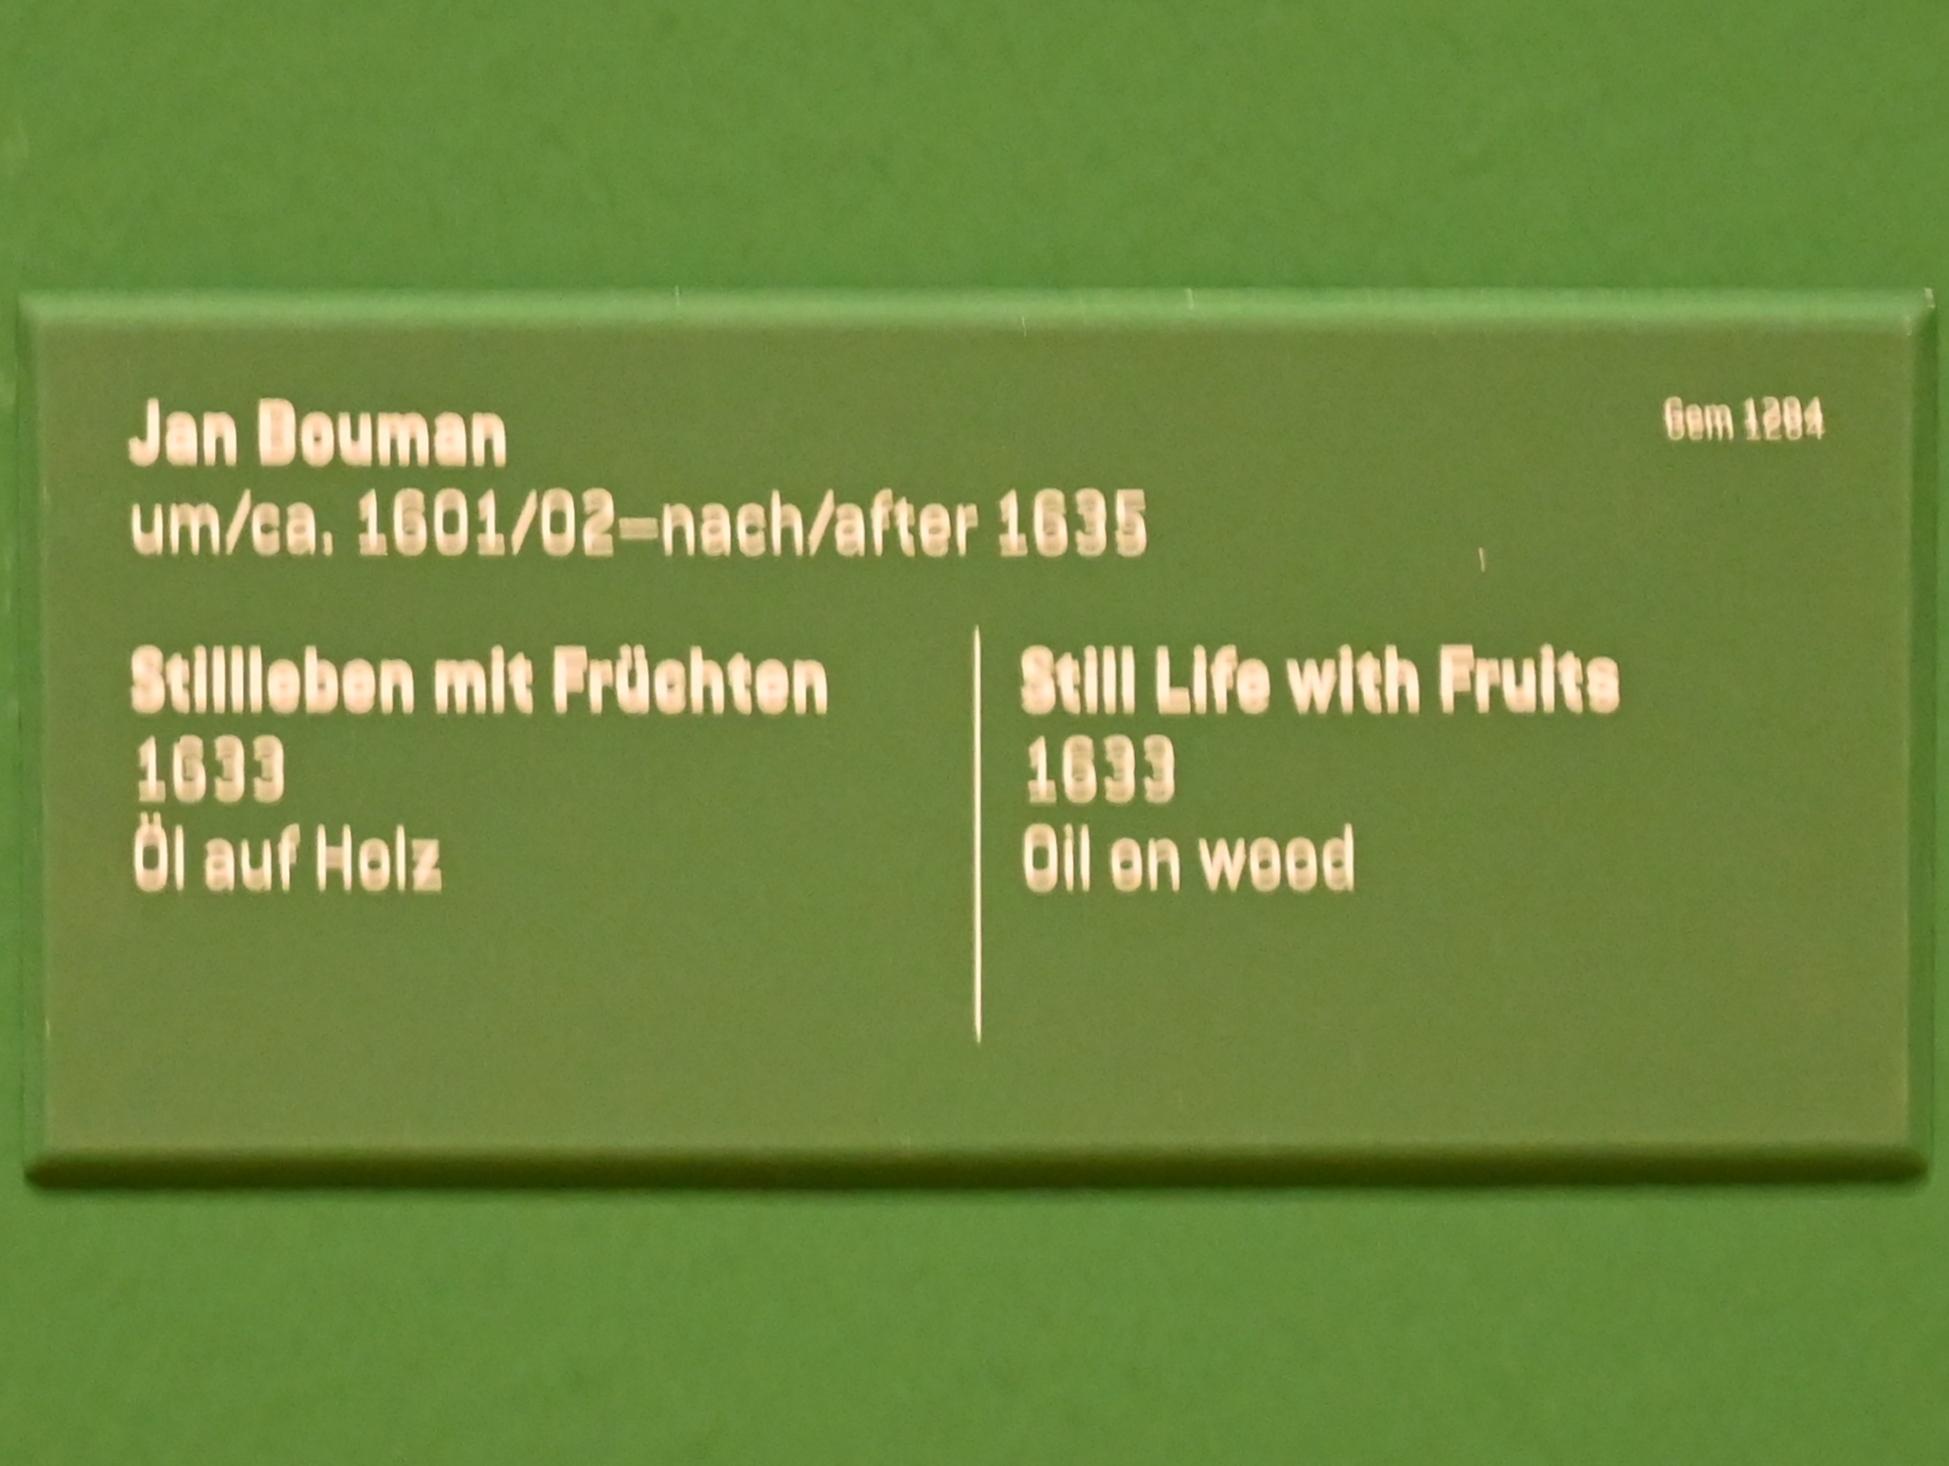 Jan Bouman
um/ca. 1601/02–nach/after 1635
Stillleben mit Früchten
1633
Öl auf Holz
Still Life with Fruits
1633
Oil on wood
Gem